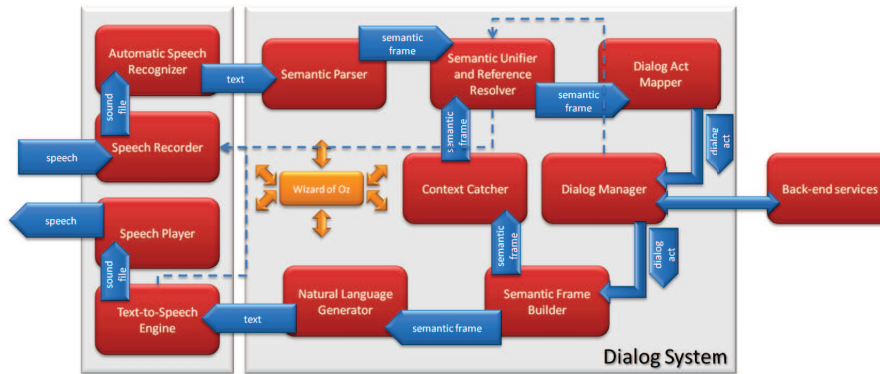 Automatic Speech
Recognizer
text
Semantic Parser
semantic
frame
Semantic Unifier
and Reference
Resolver
semantic
frame
Dialog Act
Mapper
sound
file
semantic
frame
dialog
act
speech
Speech Recorder
Wizard of Oz
Context Catcher
Dialog Manager
Back-end services
speech
Speech Player
sound
file
semantic
frame
dialog
act
Text-to-Speech
Engine
text
Natural Language
Generator
semantic frame
Semantic Frame
Builder
Dialog System